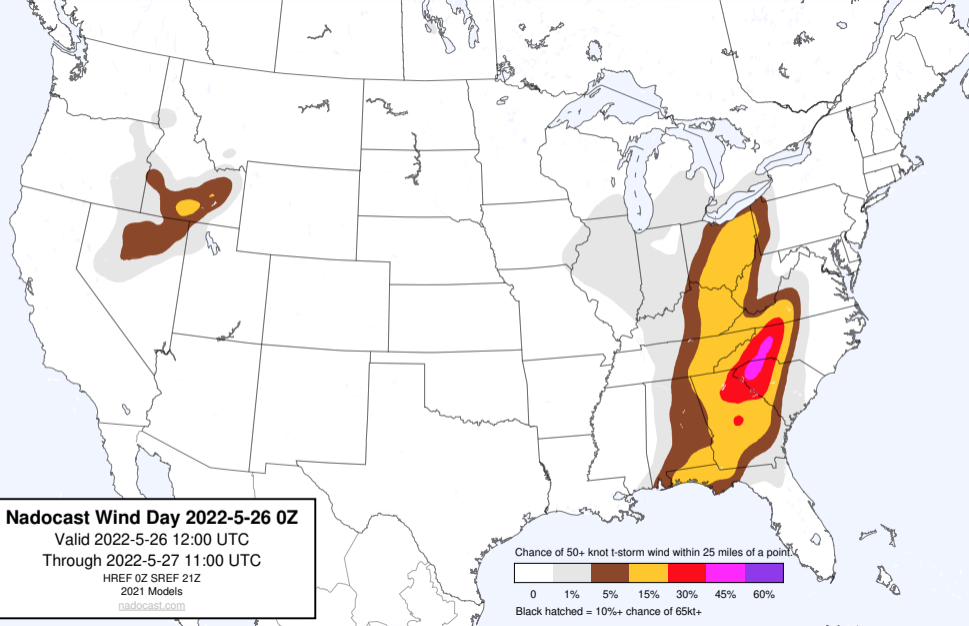 Nadocast Wind Day 2022-5-26 0Z
Valid 2022-5-26 12:00 UTC
Through 2022-5-27 11:00 UTC
HREF 0Z SREF 21Z
2021 Models
nadocast.com
Chance of 50+ knot t-storm wind within 25 miles of a point.
0 1% 5% 15% 30% 45% 60%
Black hatched = 10%+ chance of 65kt+